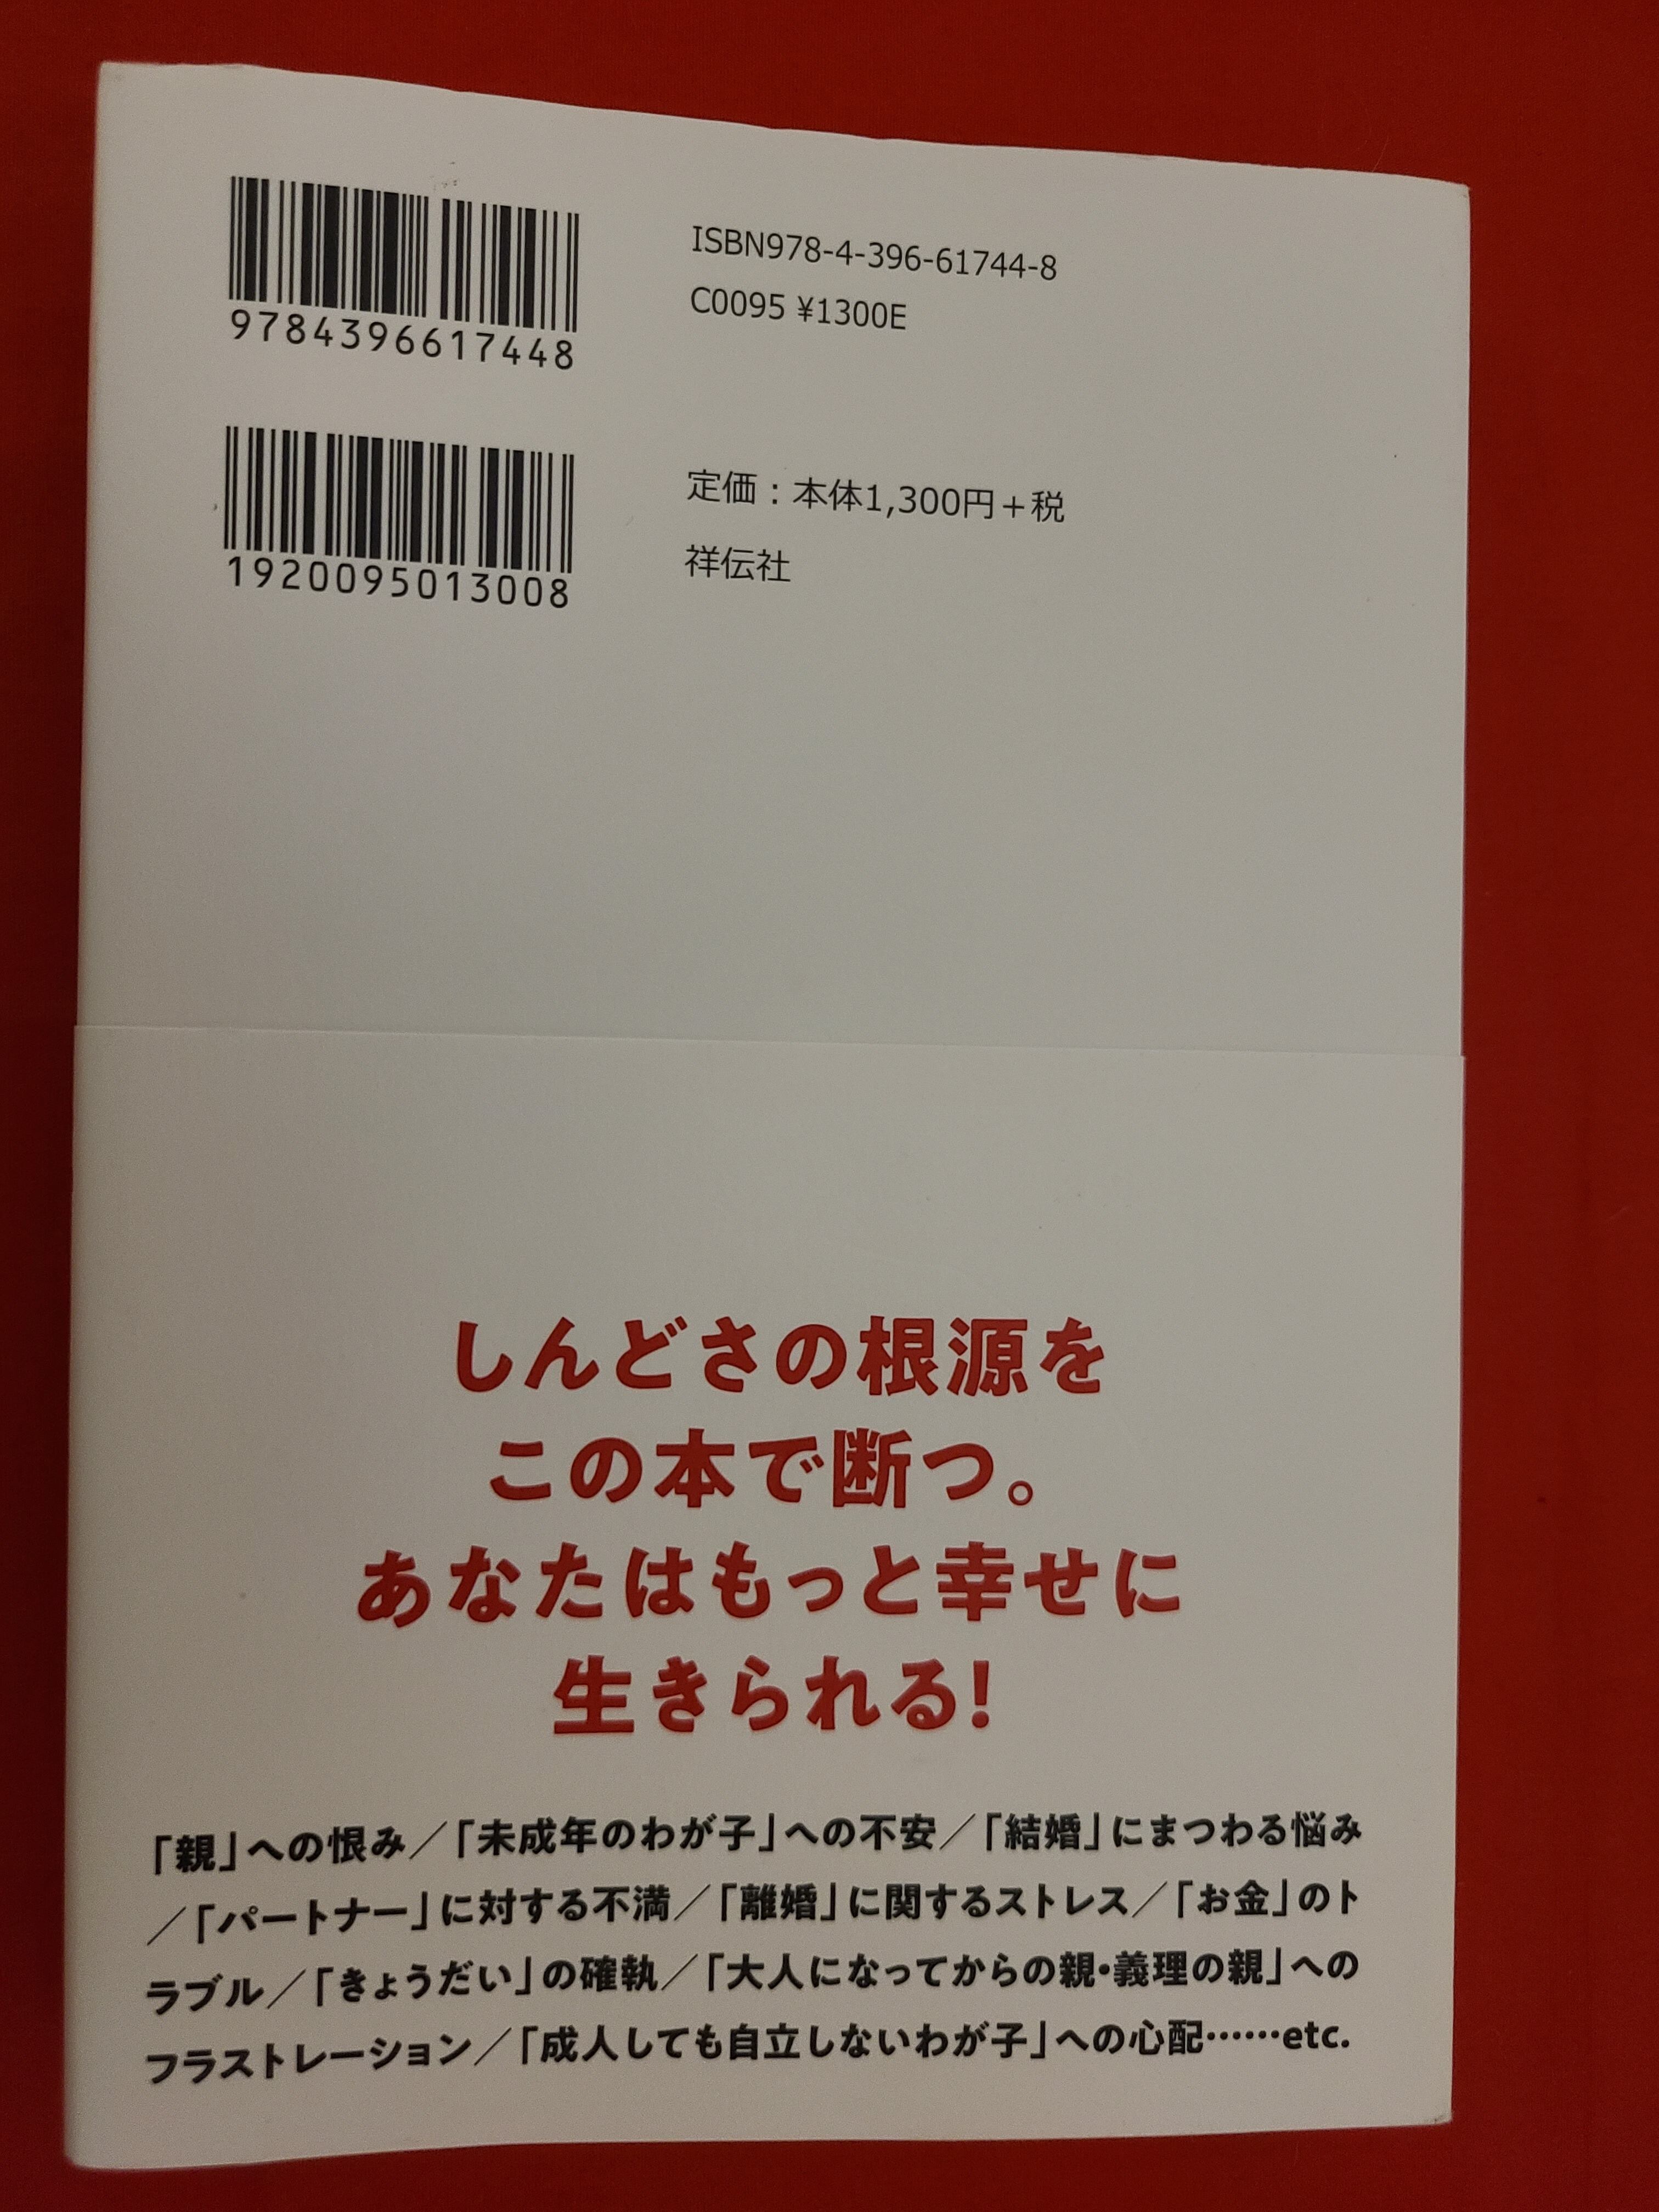 9784396617448
ISBN978-4-396-61744-8
C0095 ¥1300E
1920095013008
定価：本体1,300円＋税
祥伝社
しんどさの根源を
この本で断つ。
あなたはもっと幸せに
生きられる!
「親」への恨み／「未成年のわが子」への不安／「結婚」にまつわる悩み
／「パートナー」に対する不満／「離婚」に関するストレス／「お金」のト
ラブル／「きょうだい」の確執／「大人になってからの親・義理の親」への
フラストレーション／「成人しても自立しないわが子」への心配……etc.